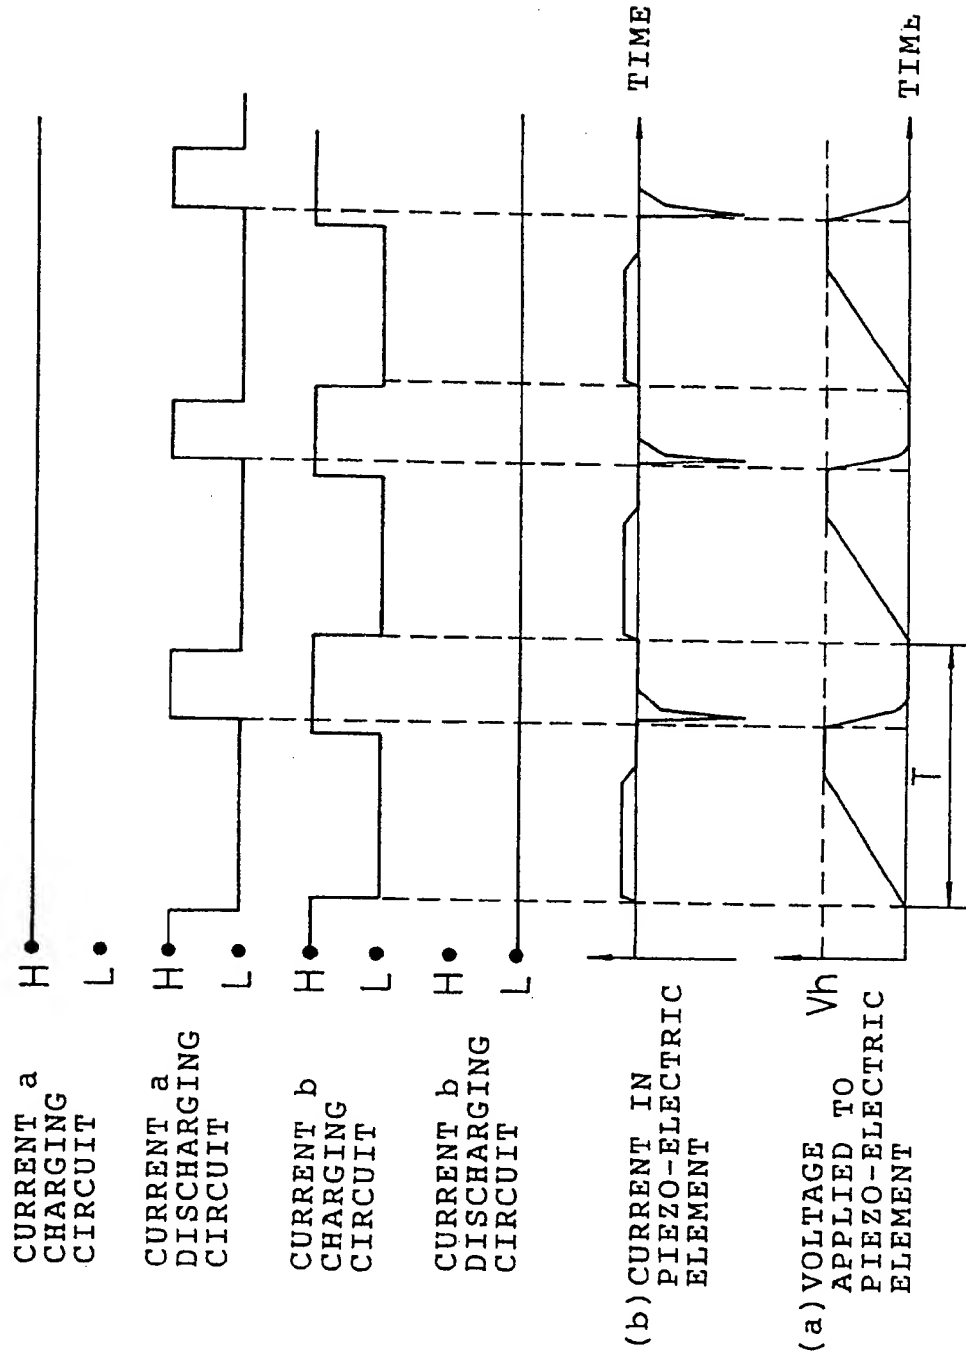 CURRENT a
CHARGING
CIRCUIT
H
L
CURRENT a
DISCHARGING
CIRCUIT
H
L
CURRENT b
CHARGING
CIRCUIT
H
L
CURRENT b
DISCHARGING
CIRCUIT
H
L
(b) CURRENT IN
PIEZO-ELECTRIC
ELEMENT
TIME
(a) VOLTAGE
APPLIED TO
PIEZO-ELECTRIC
ELEMENT
Vh
T
TIME